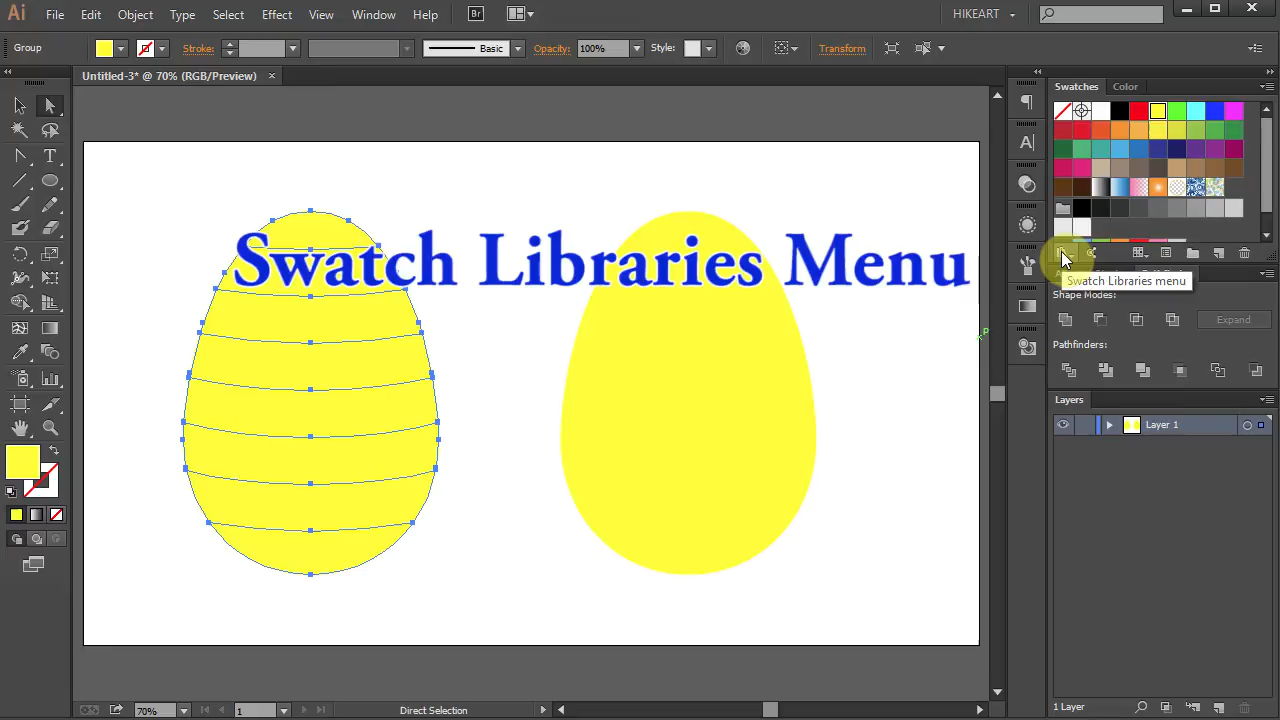 Ai File Edit Object Type Select Effect View Window Help Br HIKEART
Group Stroke: Basic Opacity: 100% Style: Transform
Untitled-3* @ 70% (RGB/Preview)
Swatches Color
Swatch Libraries Menu
Swatch Libraries menu
Shape Modes:
Expand
Pathfinders:
Layers
Layer 1
70% 1 Direct Selection 1 Layer